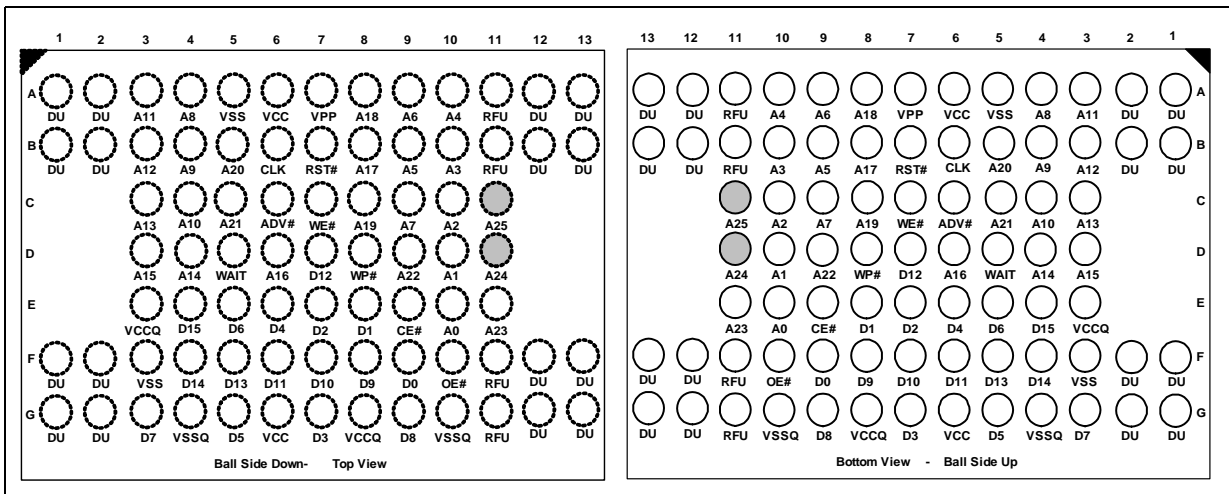 1 2 3 4 5 6 7 8 9 10 11 12 13
A
DU DU A11 A8 VSS VCC VPP A18 A6 A4 RFU DU DU
B
DU DU A12 A9 A20 CLK RST# A17 A5 A3 RFU DU DU
C
A13 A10 A21 ADV# WE# A19 A7 A2 A25
D
A15 A14 WAIT A16 D12 WP# A22 A1 A24
E
VCCQ D15 D6 D4 D2 D1 CE# A0 A23
F
DU DU VSS D14 D13 D11 D10 D9 D0 OE# RFU DU DU
G
DU DU D7 VSSQ D5 VCC D3 VCCQ D8 VSSQ RFU DU DU
Ball Side Down- Top View
13 12 11 10 9 8 7 6 5 4 3 2 1
A
DU DU RFU A4 A6 A18 VPP VCC VSS A8 A11 DU DU
B
DU DU RFU A3 A5 A17 RST# CLK A20 A9 A12 DU DU
C
A25 A2 A7 A19 WE# ADV# A21 A10 A13
D
A24 A1 A22 WP# D12 A16 WAIT A14 A15
E
A23 A0 CE# D1 D2 D4 D6 D15 VCCQ
F
DU DU RFU OE# D0 D9 D10 D11 D13 D14 VSS DU DU
G
DU DU RFU VSSQ D8 VCCQ D3 VCC D5 VSSQ D7 DU DU
Bottom View - Ball Side Up